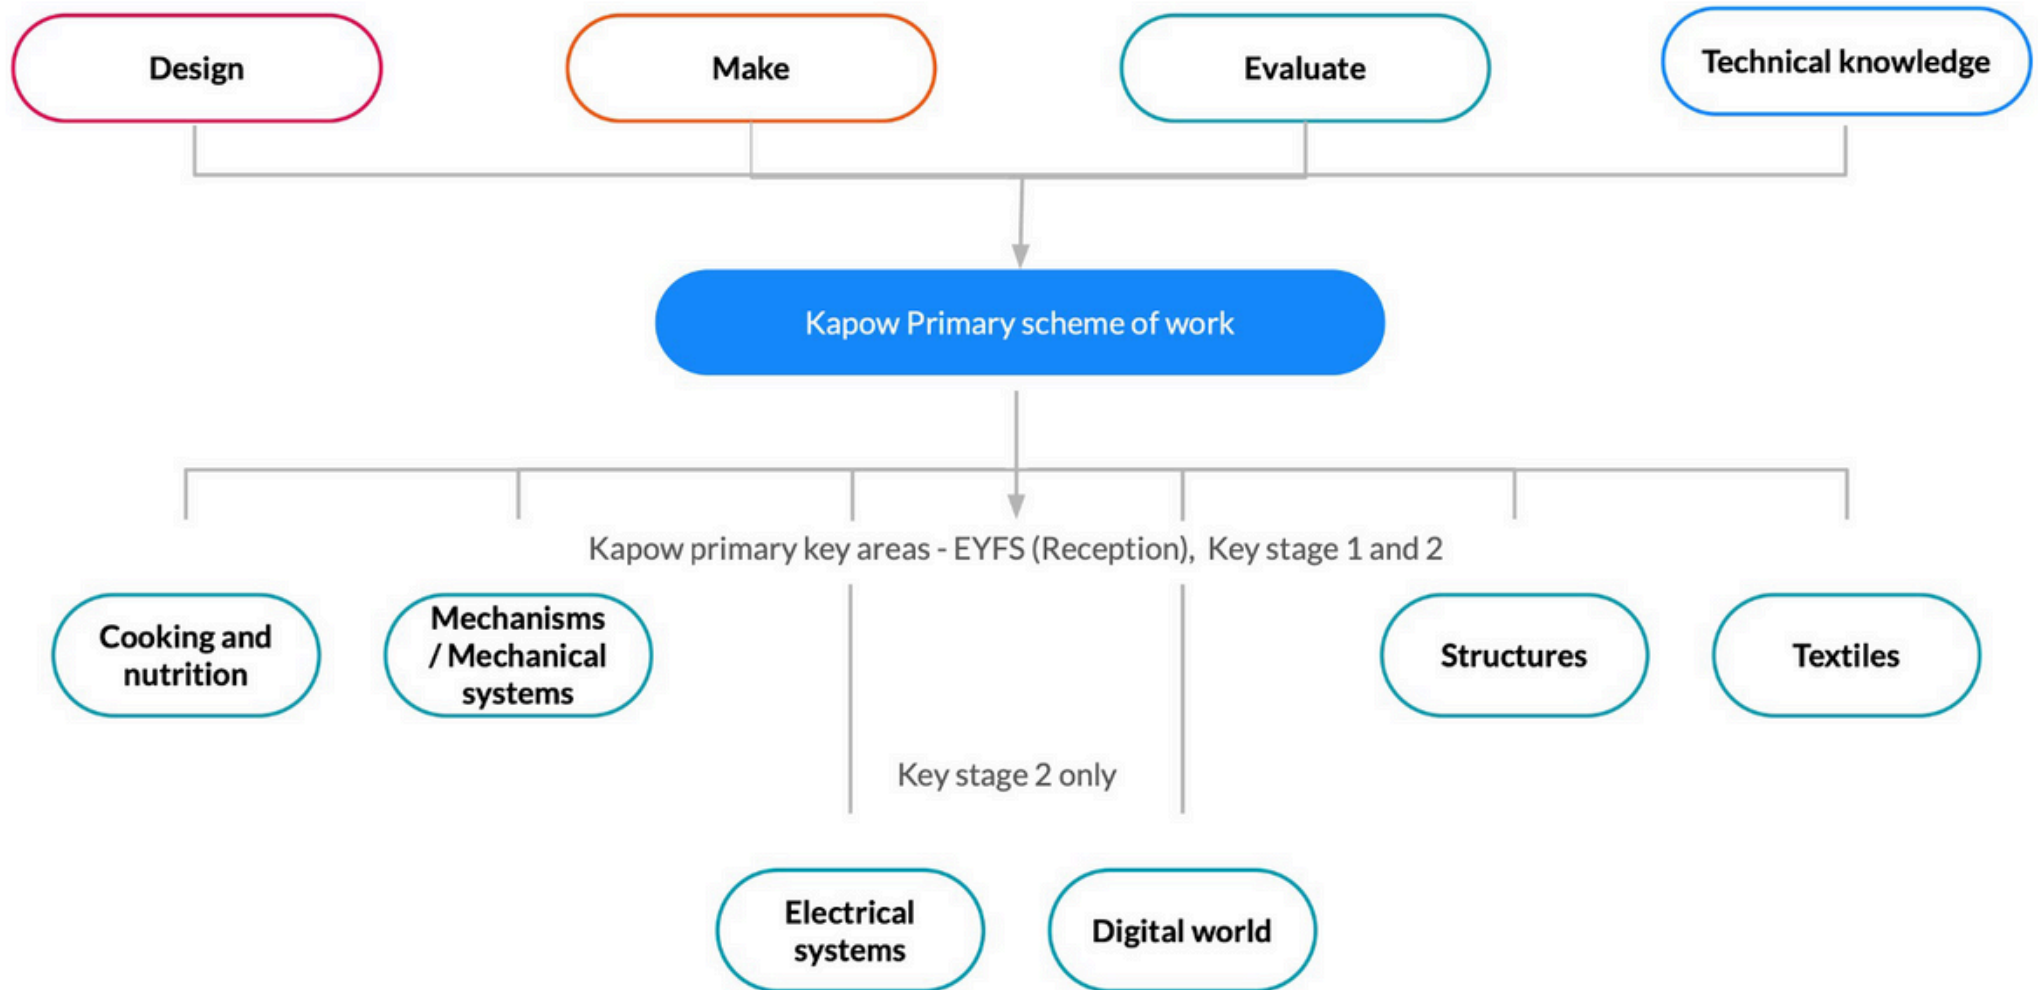 Design
Make
Evaluate
Technical knowledge
Kapow Primary scheme of work
Kapow primary key areas - EYFS (Reception), Key stage 1 and 2
Cooking and
nutrition
Mechanisms
/ Mechanical
systems
Structures
Textiles
Key stage 2 only
Electrical
systems
Digital world